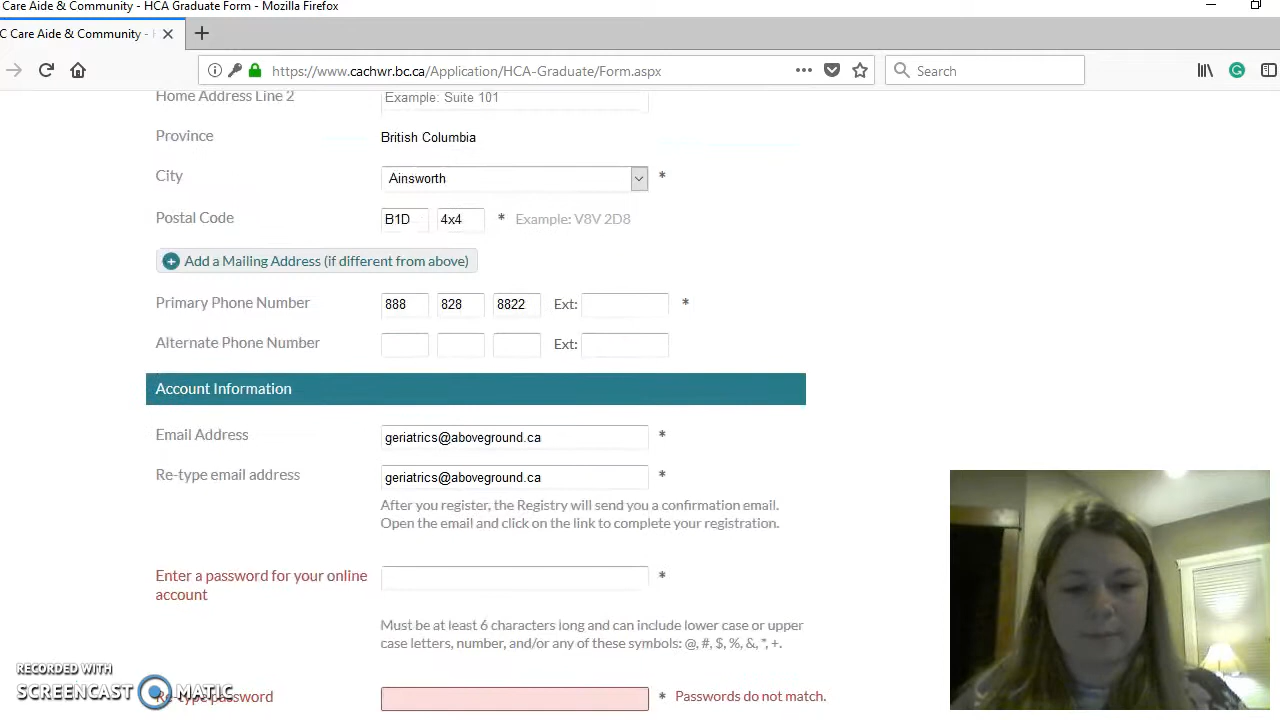 Care Aide & Community - HCA Graduate Form - Mozilla Firefox
C Care Aide & Community -
https://www.cachwr.bc.ca/Application/HCA-Graduate/Form.aspx
Search
Home Address Line 2
Example: Suite 101
Province
British Columbia
City
Ainsworth
*
Postal Code
B1D
4x4
*
Example: V8V 2D8
Add a Mailing Address (if different from above)
Primary Phone Number
888
828
8822
Ext:
*
Alternate Phone Number
Ext:
Account Information
Email Address
geriatrics@aboveground.ca
*
Re-type email address
geriatrics@aboveground.ca
*
After you register, the Registry will send you a confirmation email.
Open the email and click on the link to complete your registration.
Enter a password for your online
account
*
Must be at least 6 characters long and can include lower case or upper
case letters, number, and/or any of these symbols: @, #, $, %, &, *, +.
RECORDED WITH
SCREENCAST MATIC
Re-type password
*
Passwords do not match.